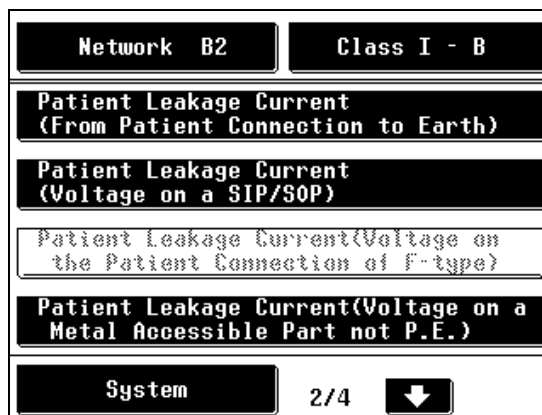 Network B2
Class I - B
Patient Leakage Current
(From Patient Connection to Earth)
Patient Leakage Current
(Voltage on a SIP/SOP)
Patient Leakage Current(Voltage on
the Patient Connection of F-type)
Patient Leakage Current(Voltage on a
Metal Accessible Part not P.E.)
System
2/4